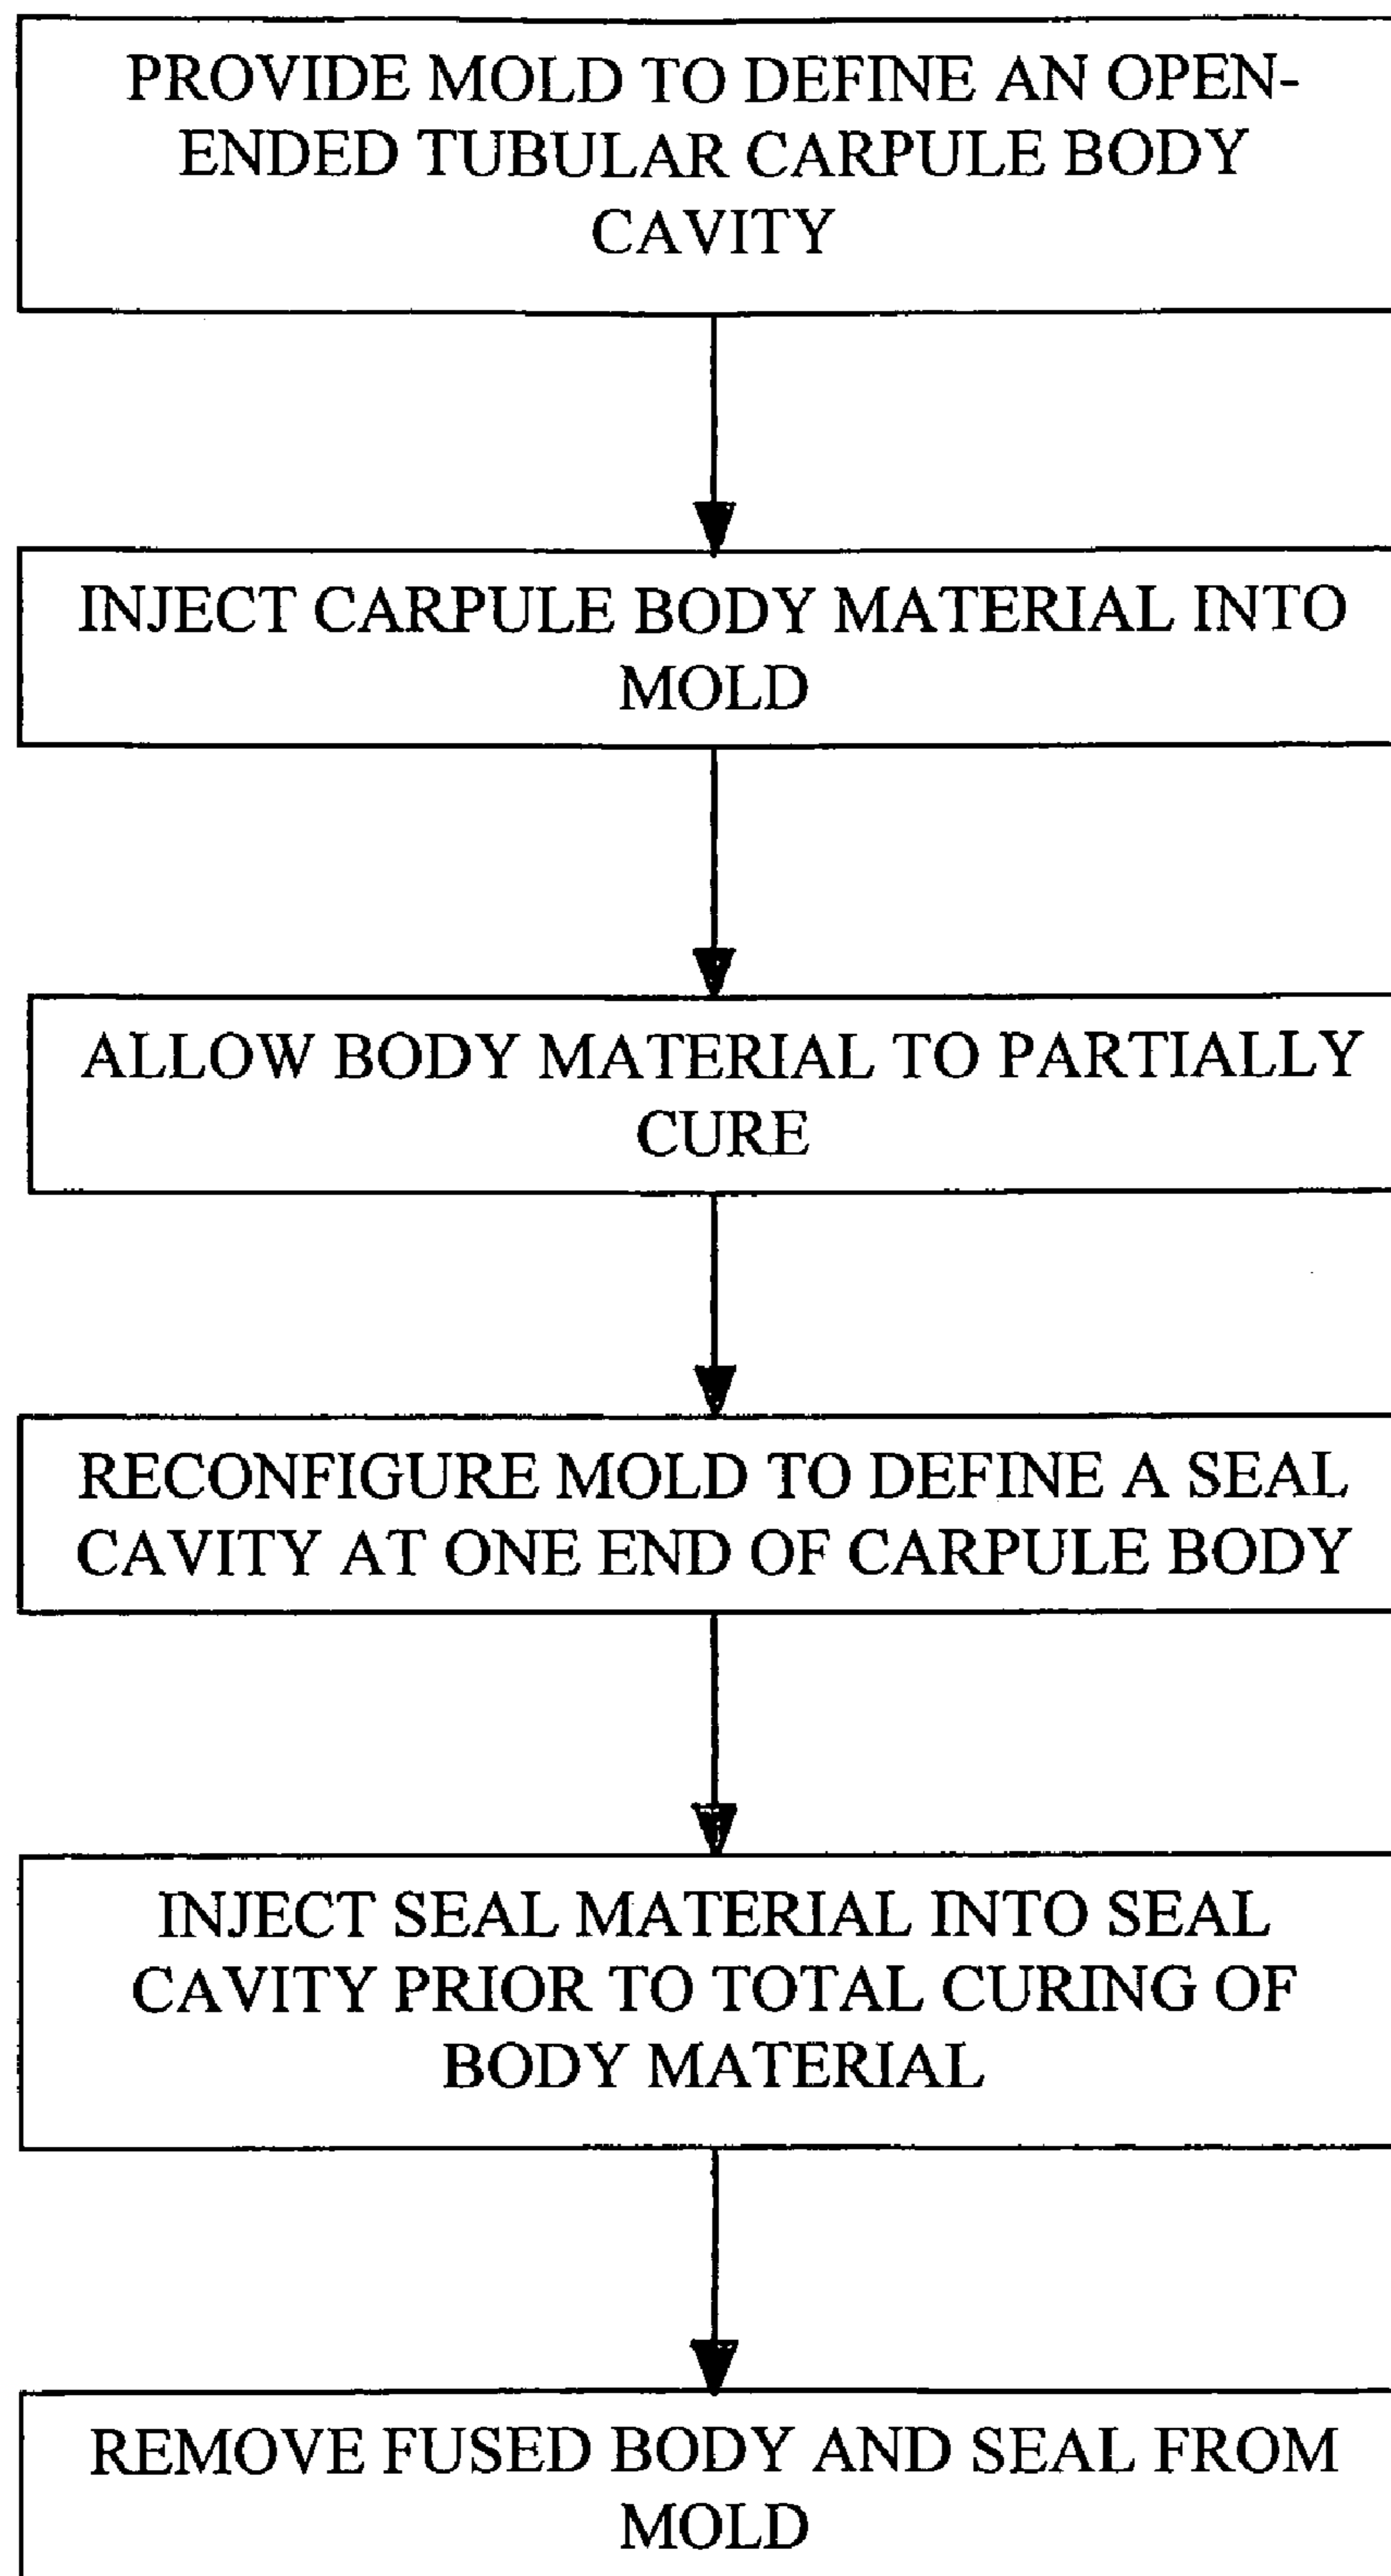 PROVIDE MOLD TO DEFINE AN OPEN-
ENDED TUBULAR CARPULE BODY
CAVITY
INJECT CARPULE BODY MATERIAL INTO
MOLD
ALLOW BODY MATERIAL TO PARTIALLY
CURE
RECONFIGURE MOLD TO DEFINE A SEAL
CAVITY AT ONE END OF CARPULE BODY
INJECT SEAL MATERIAL INTO SEAL
CAVITY PRIOR TO TOTAL CURING OF
BODY MATERIAL
REMOVE FUSED BODY AND SEAL FROM
MOLD